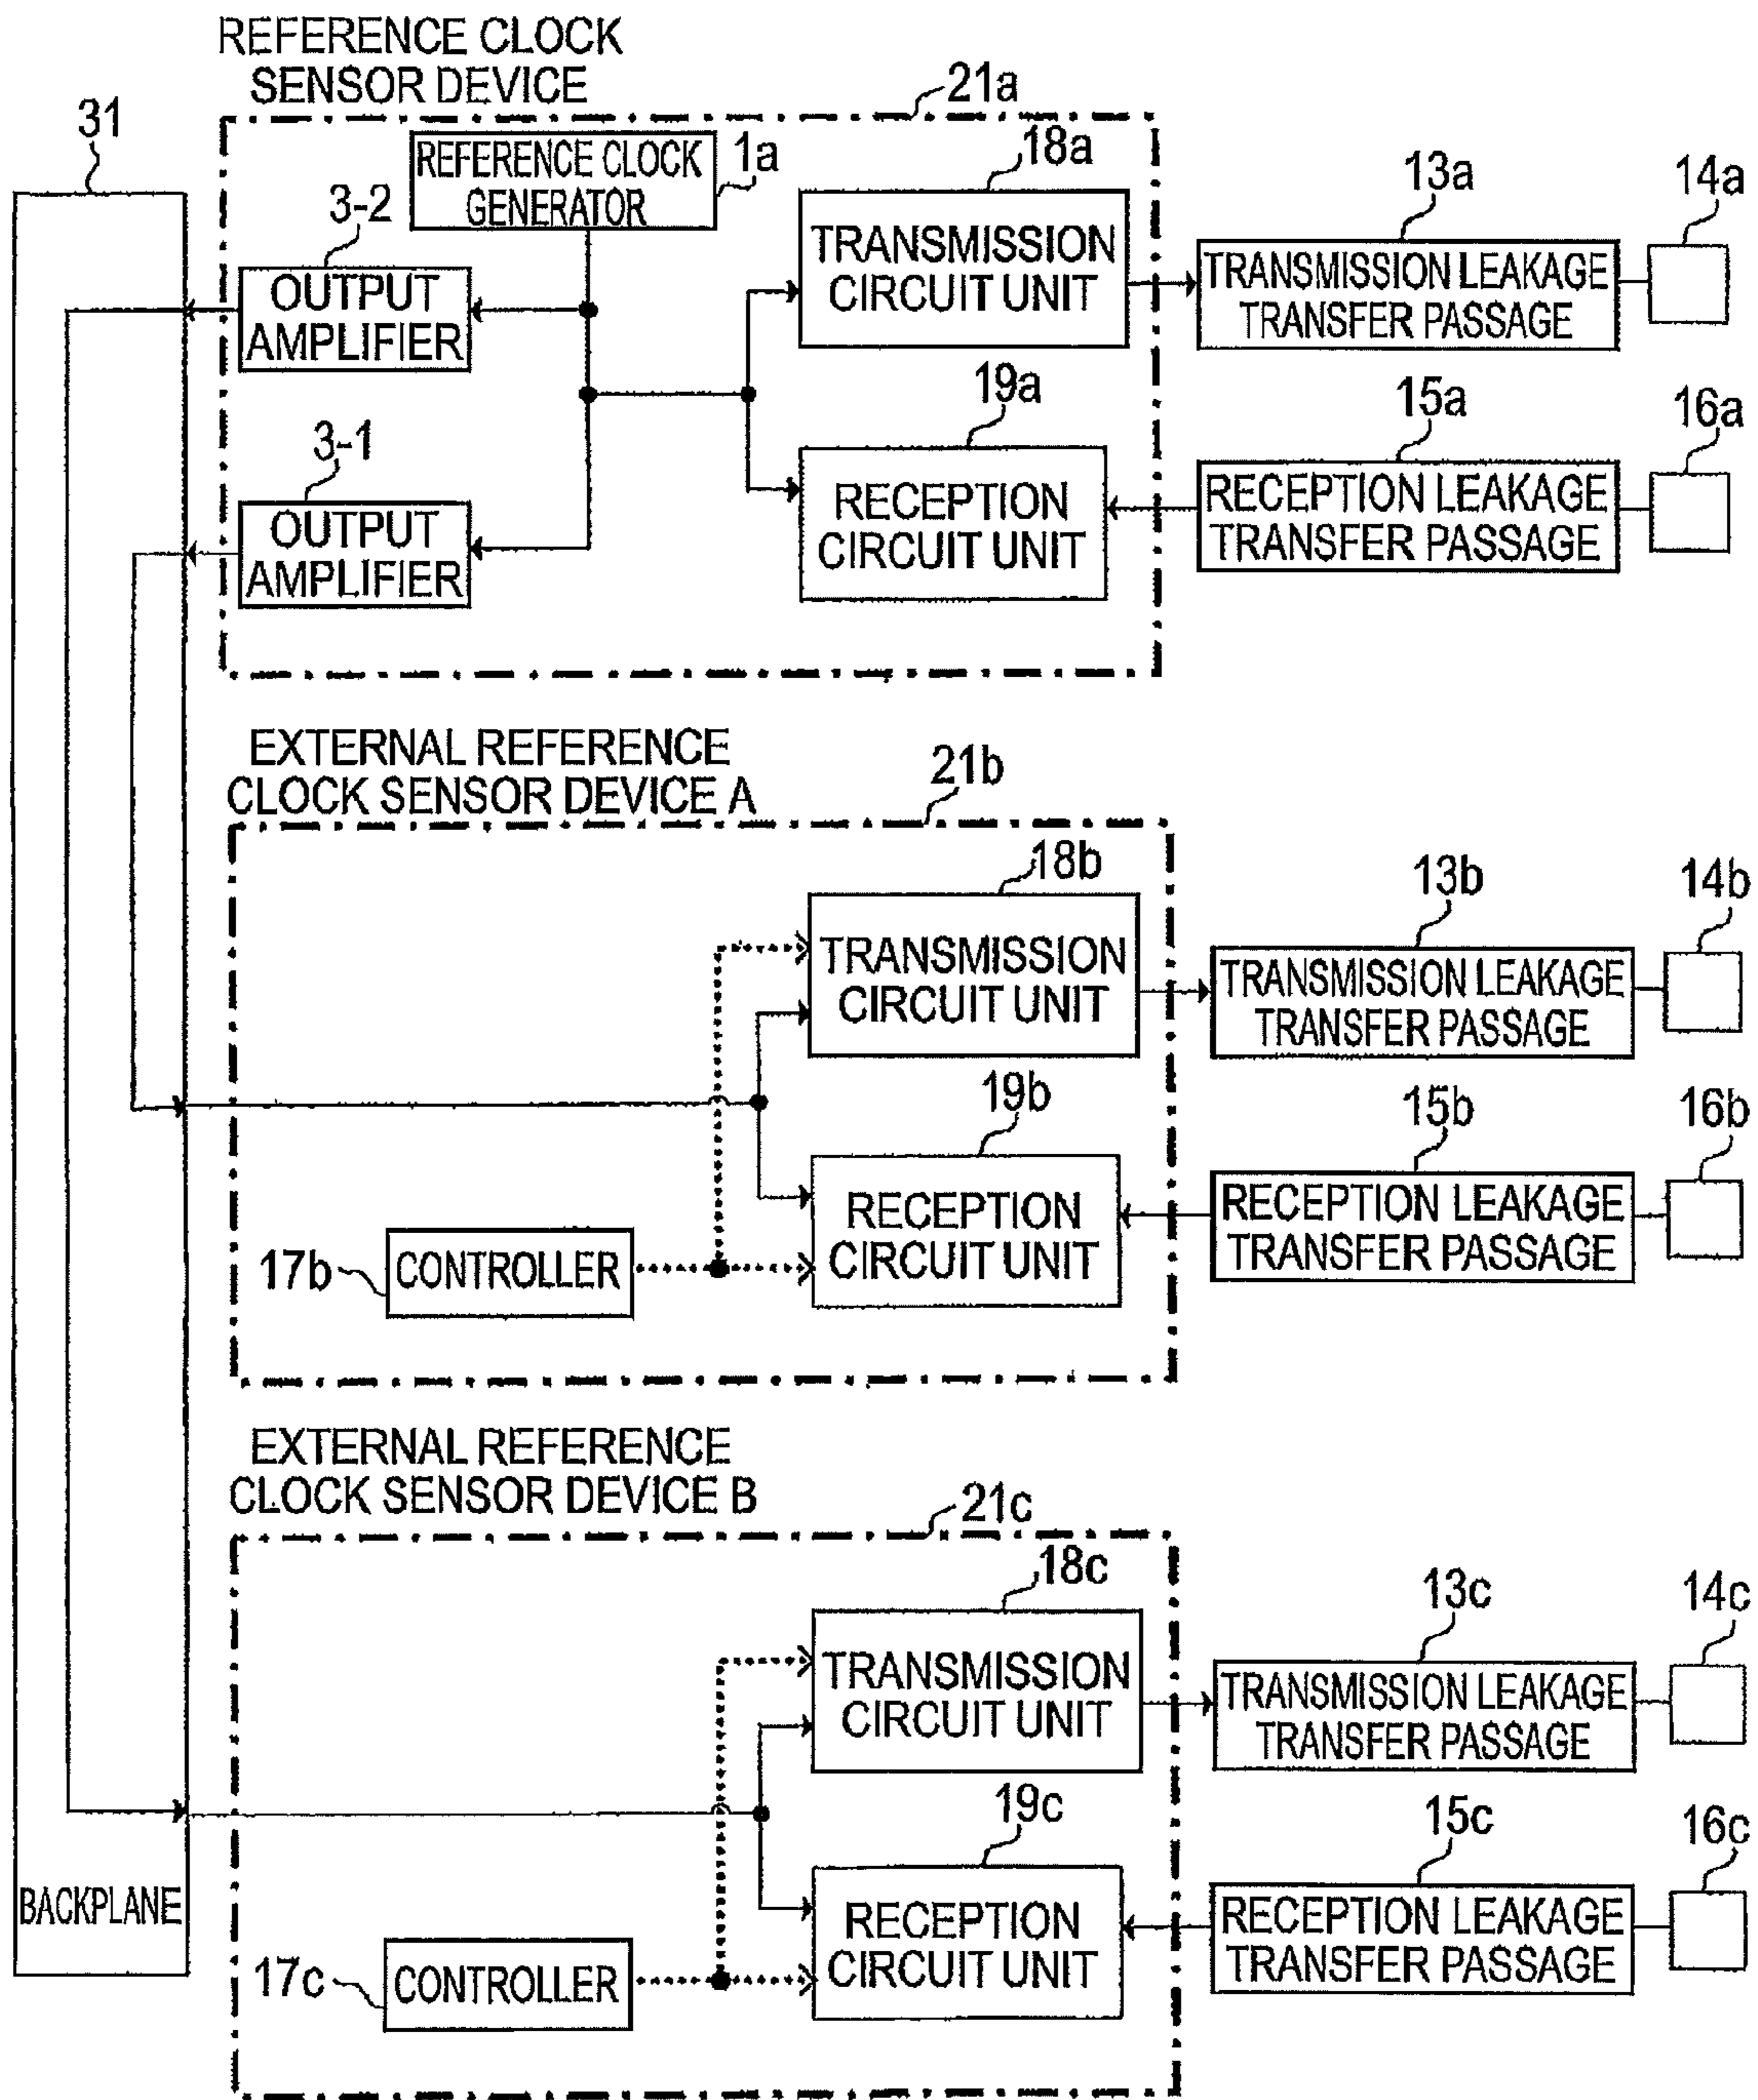 REFERENCE CLOCK
SENSOR DEVICE
21a
31
REFERENCE CLOCK
GENERATOR
1a
18a
3-2
13a
14a
TRANSMISSION
CIRCUIT UNIT
TRANSMISSION LEAKAGE
TRANSFER PASSAGE
OUTPUT
AMPLIFIER
19a
15a
16a
3-1
RECEPTION
CIRCUIT UNIT
RECEPTION LEAKAGE
TRANSFER PASSAGE
OUTPUT
AMPLIFIER
EXTERNAL REFERENCE
CLOCK SENSOR DEVICE A
21b
18b
13b
14b
TRANSMISSION
CIRCUIT UNIT
TRANSMISSION LEAKAGE
TRANSFER PASSAGE
19b
15b
16b
RECEPTION
CIRCUIT UNIT
RECEPTION LEAKAGE
TRANSFER PASSAGE
17b
CONTROLLER
EXTERNAL REFERENCE
CLOCK SENSOR DEVICE B
21c
18c
13c
14c
TRANSMISSION
CIRCUIT UNIT
TRANSMISSION LEAKAGE
TRANSFER PASSAGE
19c
15c
16c
BACKPLANE
RECEPTION
CIRCUIT UNIT
RECEPTION LEAKAGE
TRANSFER PASSAGE
17c
CONTROLLER